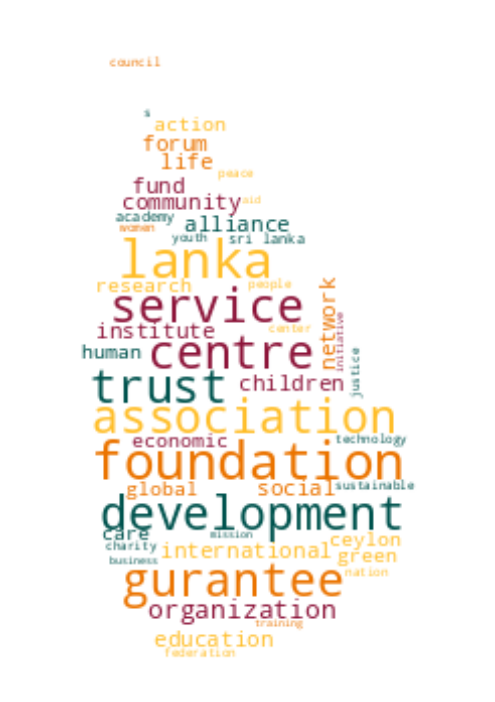 council
s
action
forum
life
peace
fund
community aid
academy alliance
women
youth sri lanka
lanka
research people
service network
institute center initiative
human centre justice
trust children
association
economic technology
foundation
global social sustainable
development
care mission ceylon
charity international green
business
gurantee nation
organization
training
education
federation